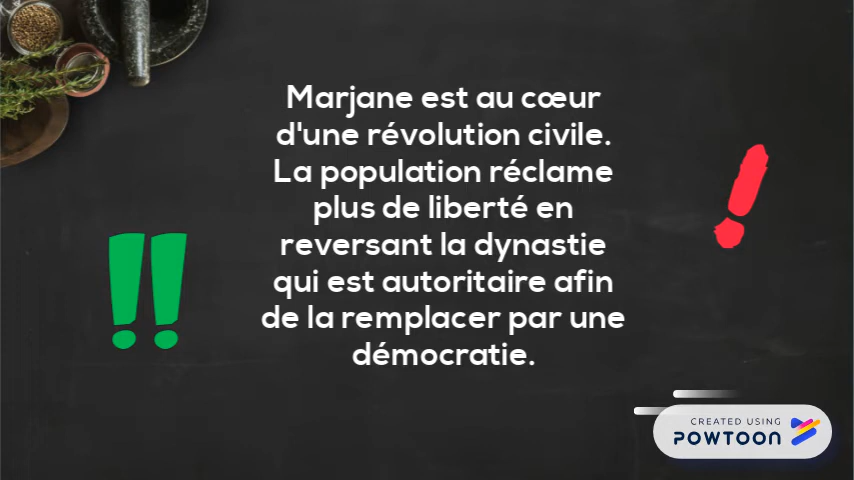 Marjane est au cœur
d'une révolution civile.
La population réclame
plus de liberté en
reversant la dynastie
qui est autoritaire afin
de la remplacer par une
démocratie.
CREATED USING
POWTOON